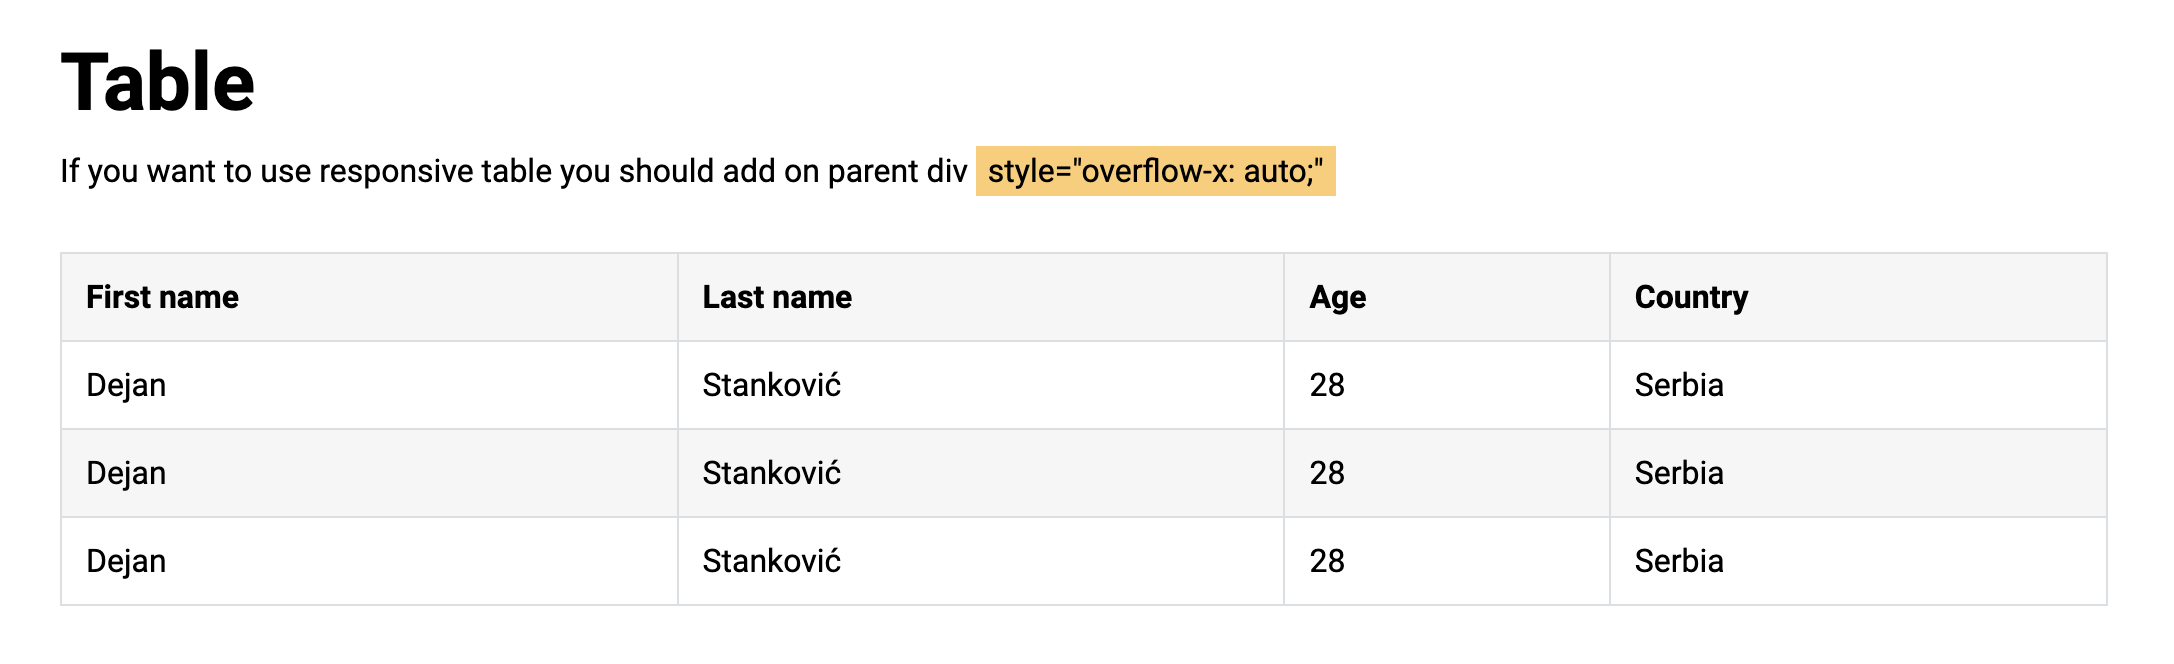 Table
If you want to use responsive table you should add on parent div style="overflow-x: auto;"
First name Last name Age Country
Dejan Stanković 28 Serbia
Dejan Stanković 28 Serbia
Dejan Stanković 28 Serbia